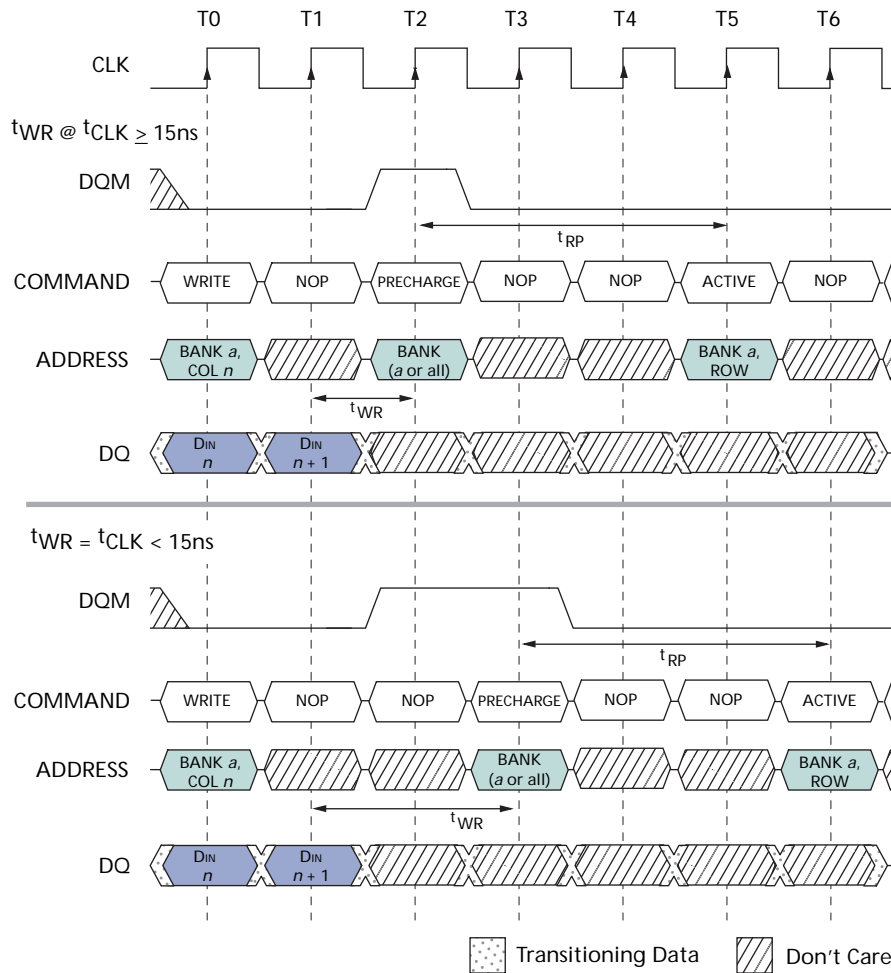 T0 T1 T2 T3 T4 T5 T6
CLK
tWR @ tCLK ≥ 15ns
DQM
tRP
COMMAND WRITE NOP PRECHARGE NOP NOP ACTIVE NOP
ADDRESS BANK a, COL n BANK (a or all) BANK a, ROW
tWR
DQ DIN n DIN n + 1
tWR = tCLK < 15ns
DQM
tRP
COMMAND WRITE NOP NOP PRECHARGE NOP NOP ACTIVE
ADDRESS BANK a, COL n BANK (a or all) BANK a, ROW
tWR
DQ DIN n DIN n + 1
Transitioning Data Don't Care